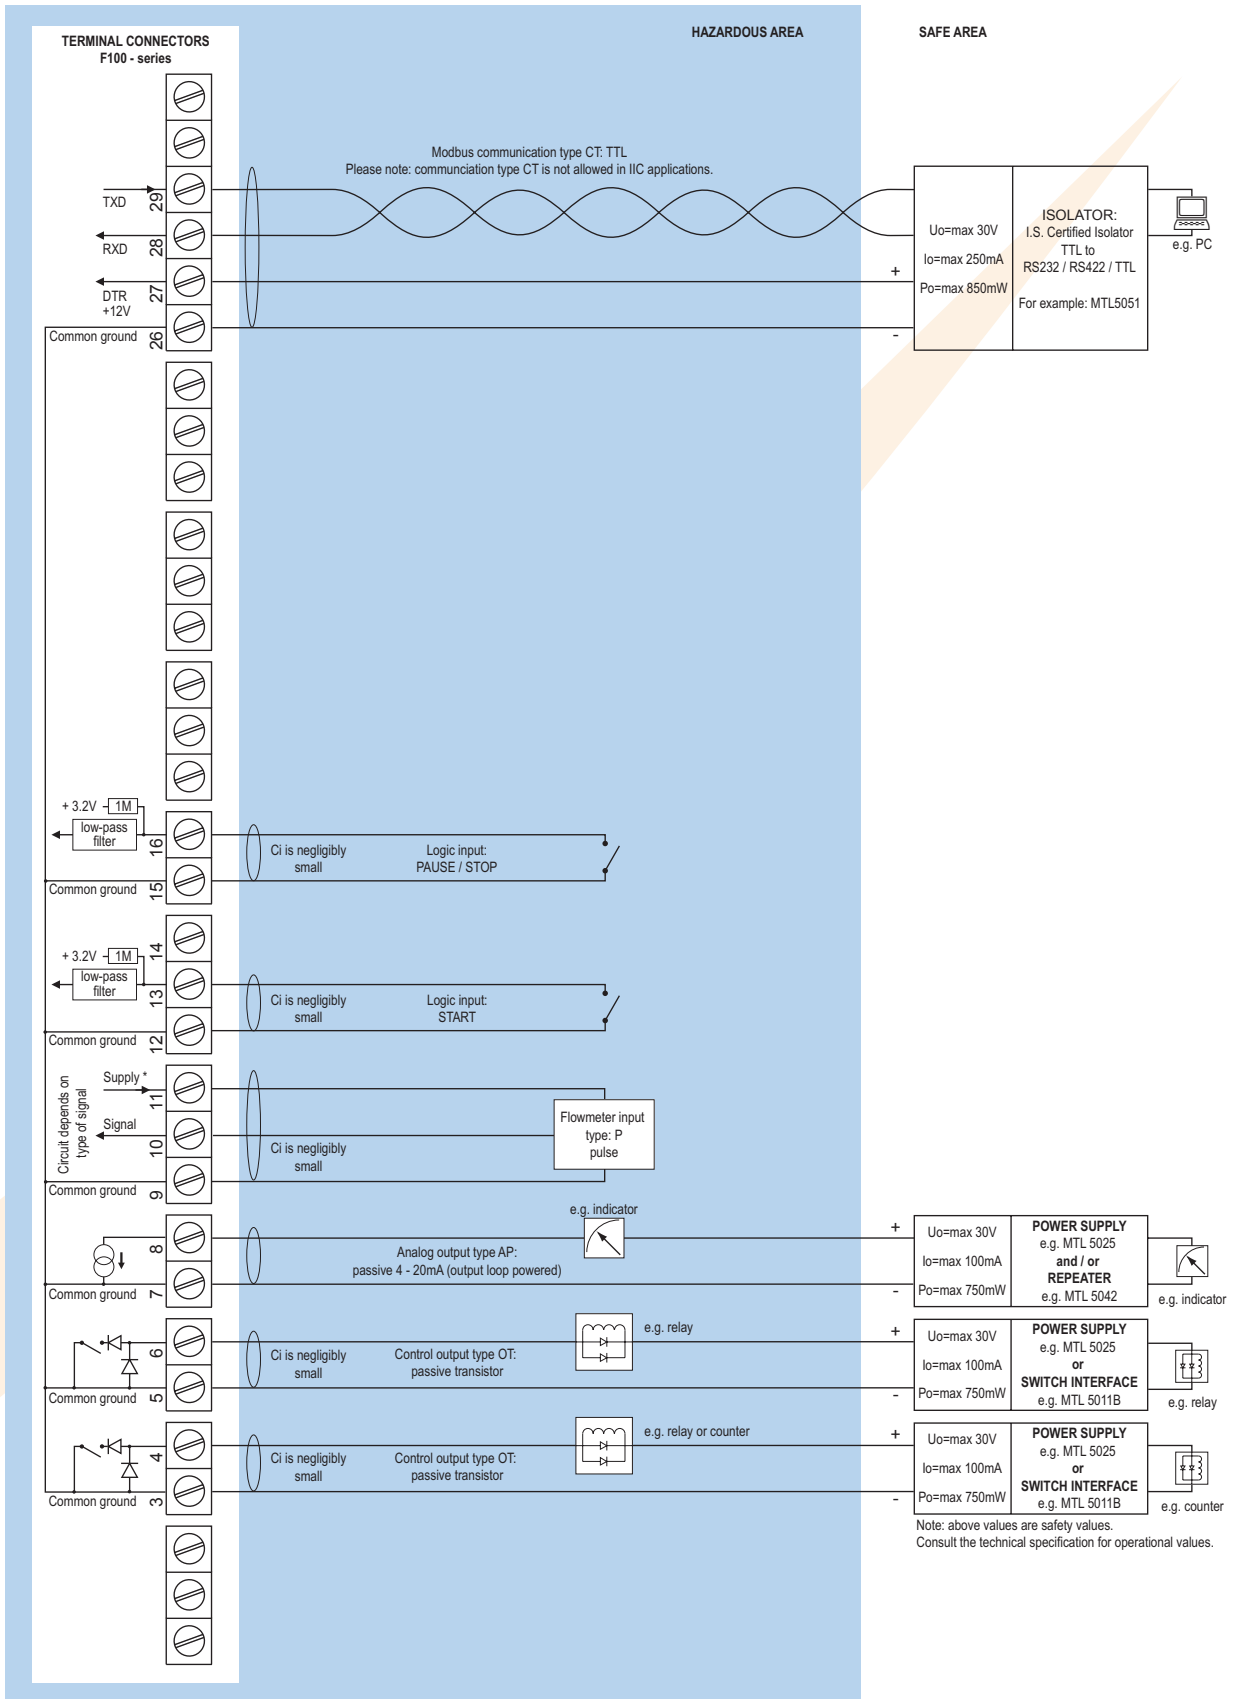 HAZARDOUS AREA
SAFE AREA
TERMINAL CONNECTORS
F100 - series
Modbus communication type CT: TTL
Please note: communciation type CT is not allowed in IIC applications.
TXD
29
RXD
28
DTR
+12V
27
Common ground
26
+
-
Uo=max 30V
Io=max 250mA
Po=max 850mW
ISOLATOR:
I.S. Certified Isolator
TTL to
RS232 / RS422 / TTL
For example: MTL5051
e.g. PC
+ 3.2V
1M
low-pass
filter
16
Common ground
15
Ci is negligibly
small
Logic input:
PAUSE / STOP
14
+ 3.2V
1M
low-pass
filter
13
Common ground
12
Ci is negligibly
small
Logic input:
START
Circuit depends on
type of signal
Supply *
11
Signal
10
Common ground
9
Ci is negligibly
small
Flowmeter input
type: P
pulse
8
Common ground
7
Analog output type AP:
passive 4 - 20mA (output loop powered)
e.g. indicator
+
-
Uo=max 30V
Io=max 100mA
Po=max 750mW
POWER SUPPLY
e.g. MTL 5025
and / or
REPEATER
e.g. MTL 5042
e.g. indicator
6
Common ground
5
Ci is negligibly
small
Control output type OT:
passive transistor
e.g. relay
+
-
Uo=max 30V
Io=max 100mA
Po=max 750mW
POWER SUPPLY
e.g. MTL 5025
or
SWITCH INTERFACE
e.g. MTL 5011B
e.g. relay
4
Common ground
3
Ci is negligibly
small
Control output type OT:
passive transistor
e.g. relay or counter
+
-
Uo=max 30V
Io=max 100mA
Po=max 750mW
POWER SUPPLY
e.g. MTL 5025
or
SWITCH INTERFACE
e.g. MTL 5011B
e.g. counter
Note: above values are safety values.
Consult the technical specification for operational values.